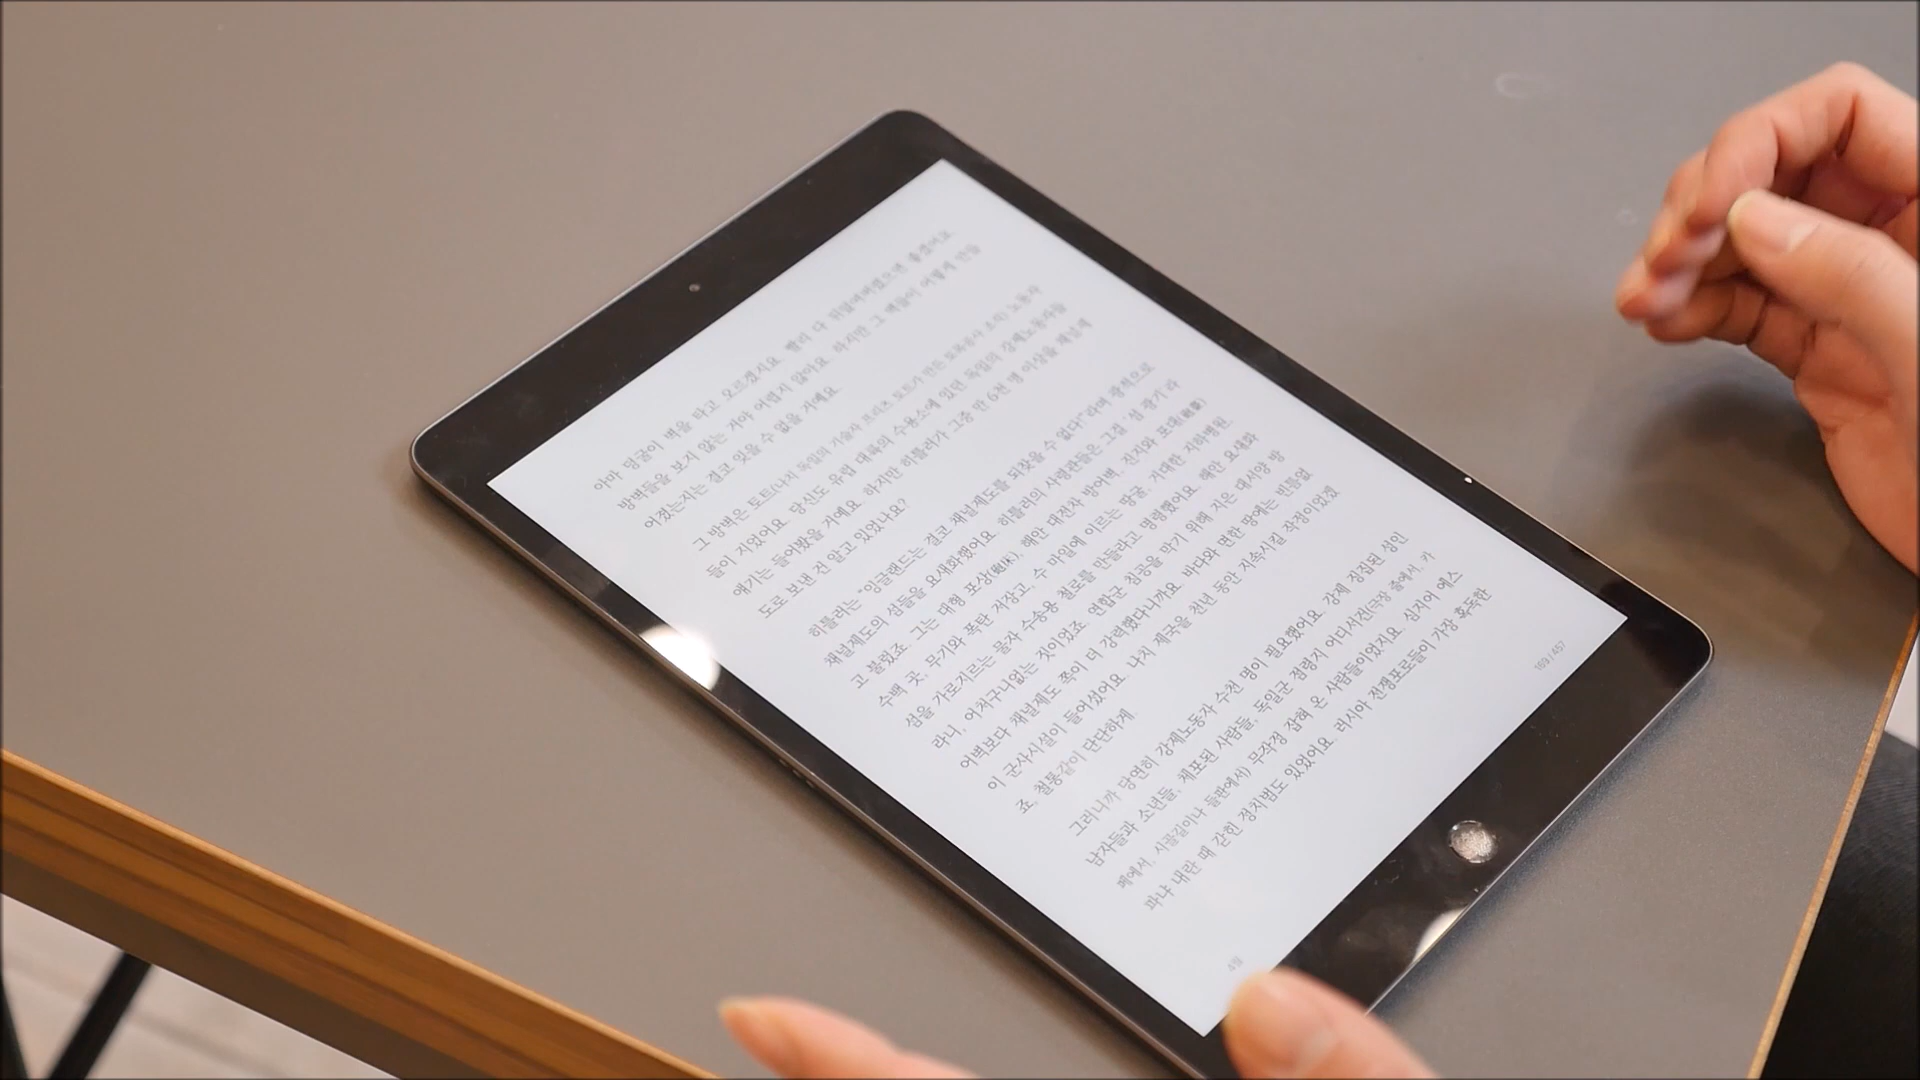 아마 덩굴이 벽을 타고 오르겠지요. 빨리 다 뒤덮어버렸으면 좋겠어요.
방벽들을 보지 않는 거야 어렵지 않아요. 하지만 그 벽들이 어떻게 만들
어졌는지는 결코 잊을 수 없을 거예요.
그 방벽은 토트(나치 독일의 기술자 프리츠 토트가 만든 토목공사 조직) 노동자
들이 지었어요. 당신도 유럽 대륙의 수용소에 있던 독일의 강제노동자들
얘기는 들어봤을 거예요. 하지만 히틀러가 그중 만 6천 명 이상을 채널제
도로 보낸 건 알고 있었나요?
히틀러는 “잉글랜드는 결코 채널제도를 되찾을 수 없다!”라며 광적으로
채널제도의 섬들을 요새화했어요. 히틀러의 사령관들은 그걸 ‘섬 광기’라
고 불렀죠. 그는 대형 포상(砲床), 해안 대전차 방어벽, 진지와 포대(砲臺)
수백 곳, 무기와 폭탄 저장고, 수 마일에 이르는 땅굴, 거대한 지하병원,
섬을 가로지르는 물자 수송용 철로를 만들라고 명령했어요. 해안 요새화
라니, 어처구니없는 짓이었죠. 연합군 침공을 막기 위해 지은 대서양 방
어벽보다 채널제도 쪽이 더 강력했다니까요. 바다와 면한 땅에는 빈틈없
이 군사시설이 들어섰어요. 나치 제국을 천년 동안 지속시킬 작정이었겠
죠, 철통같이 단단하게.
그러니까 당연히 강제노동자 수천 명이 필요했어요. 강제 징집된 성인
남자들과 소년들, 체포된 사람들, 독일군 점령지 어디서건(극장 줄에서, 카
페에서, 시골길이나 들판에서) 무작정 잡혀 온 사람들이었지요. 심지어 에스
파냐 내란 때 갇힌 정치범도 있었어요. 러시아 전쟁포로들이 가장 혹독한
169 / 457